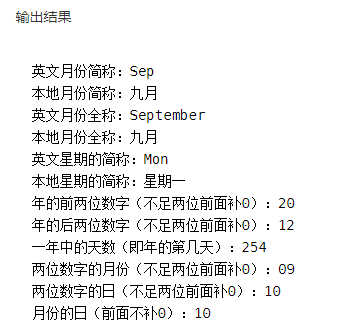 输出结果
英文月份简称：Sep
本地月份简称：九月
英文月份全称：September
本地月份全称：九月
英文星期的简称：Mon
本地星期的简称：星期一
年的前两位数字（不足两位前面补0）：20
年的后两位数字（不足两位前面补0）：12
一年中的天数（即年的第几天）：254
两位数字的月份（不足两位前面补0）：09
两位数字的日（不足两位前面补0）：10
月份的日（前面不补0）：10